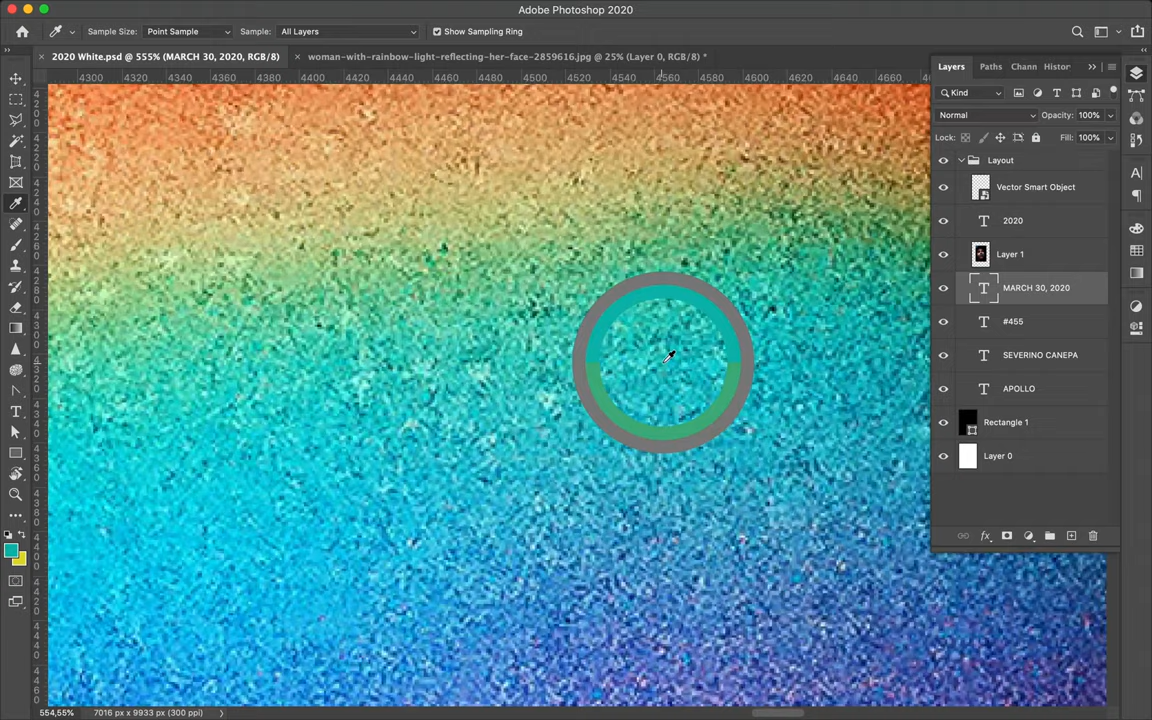 Adobe Photoshop 2020
Sample Size: Point Sample Sample: All Layers Show Sampling Ring
2020 White.psd @ 555% (MARCH 30, 2020, RGB/8) woman-with-rainbow-light-reflecting-her-face-2859616.jpg @ 25% (Layer 0, RGB/8) *
4300 4320 4340 4360 4380 4400 4420 4440 4460 4480 4500 4520 4540 4560 4580 4600 4620 4640 4660
Layers Paths Chann Histor
Kind
Normal Opacity: 100%
Lock: Fill: 100%
Layout
Vector Smart Object
2020
Layer 1
MARCH 30, 2020
#455
SEVERINO CANEPA
APOLLO
Rectangle 1
Layer 0
fx
554,55% 7016 px x 9933 px (300 ppi)